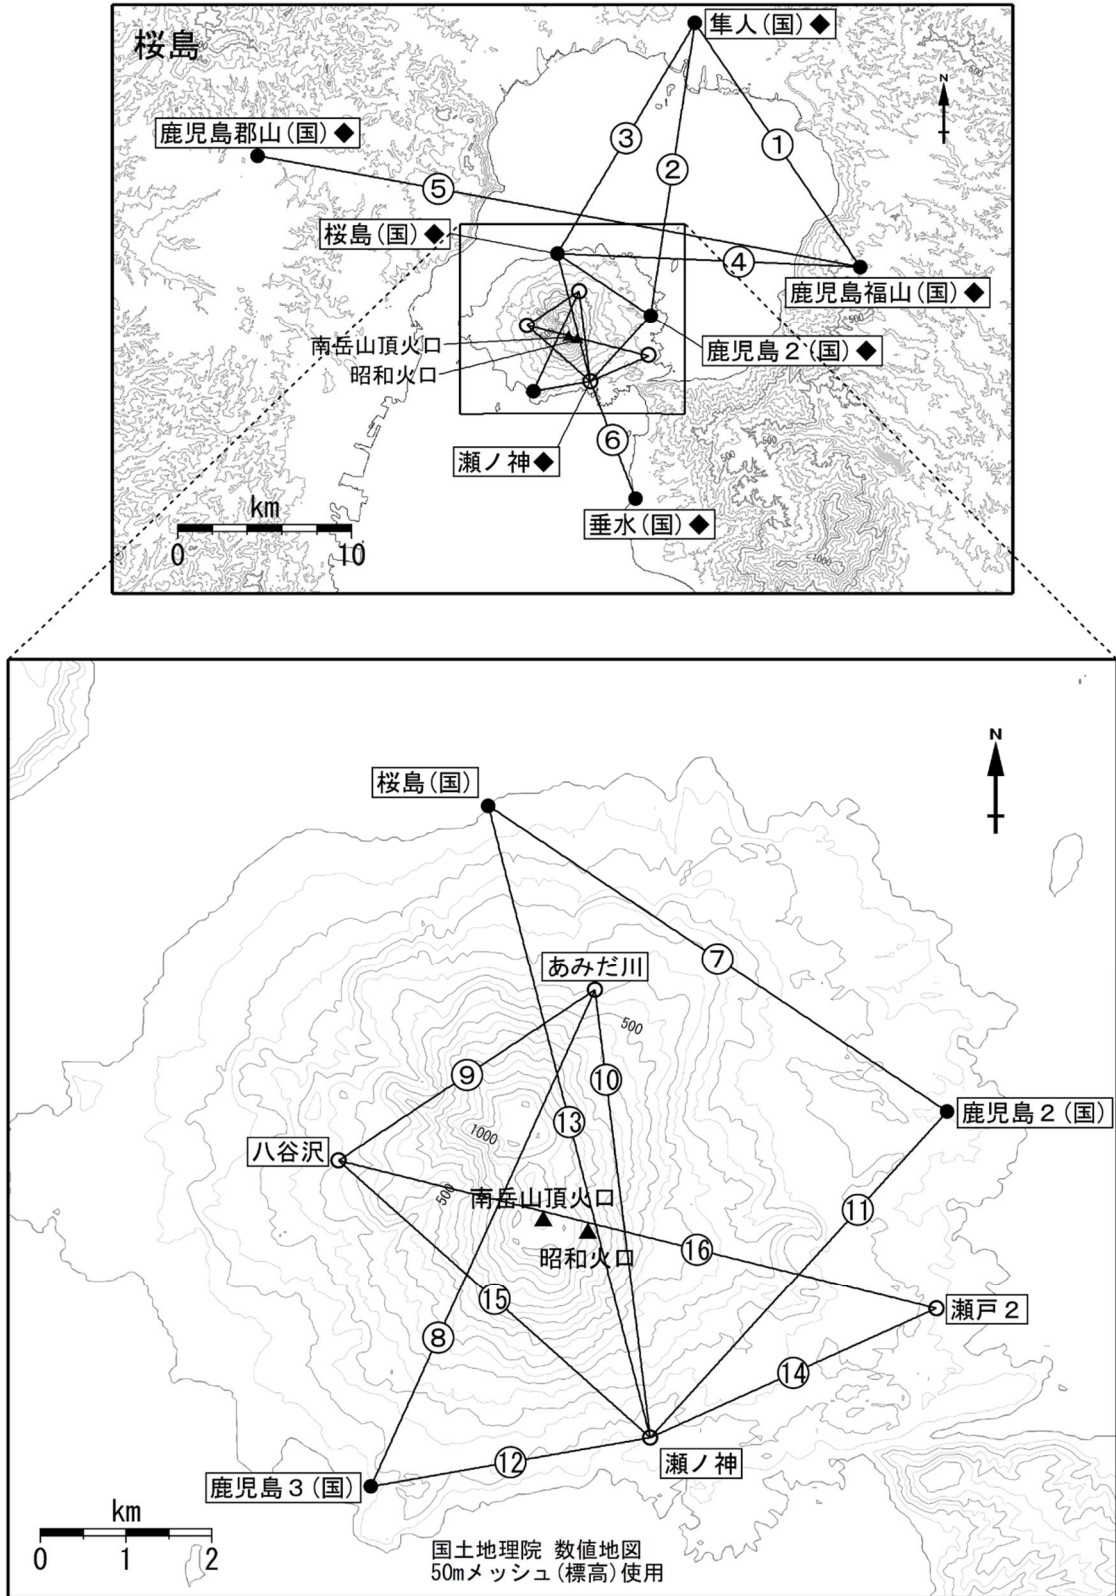 桜島
隼人(国)◆
N
600
鹿児島郡山(国)◆
③
②
①
⑤
桜島(国)◆
④
鹿児島福山(国)◆
500
南岳山頂火口
昭和火口
鹿児島2(国)◆
⑥
瀬ノ神◆
500
500
垂水(国)◆
1000
km
0 10
桜島(国)
N
⑦
あみだ川
500
⑨
⑩
鹿児島2(国)
⑬
1000
八谷沢
500
南岳山頂火口
⑪
昭和火口
⑯
⑮
瀬戸2
⑧
⑭
瀬ノ神
⑫
鹿児島3(国)
km
0 1 2
国土地理院 数値地図
50mメッシュ(標高)使用